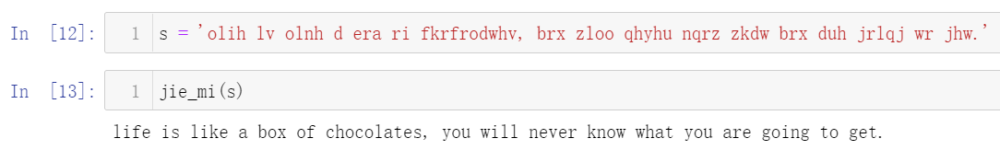 In [12]: 1 s = 'olih lv olnh d era ri fkrfrodwhv, brx zloo qhyhu nqrz zkdw brx duh jrlqj wr jhw.'
In [13]: 1 jie_mi(s)
life is like a box of chocolates, you will never know what you are going to get.